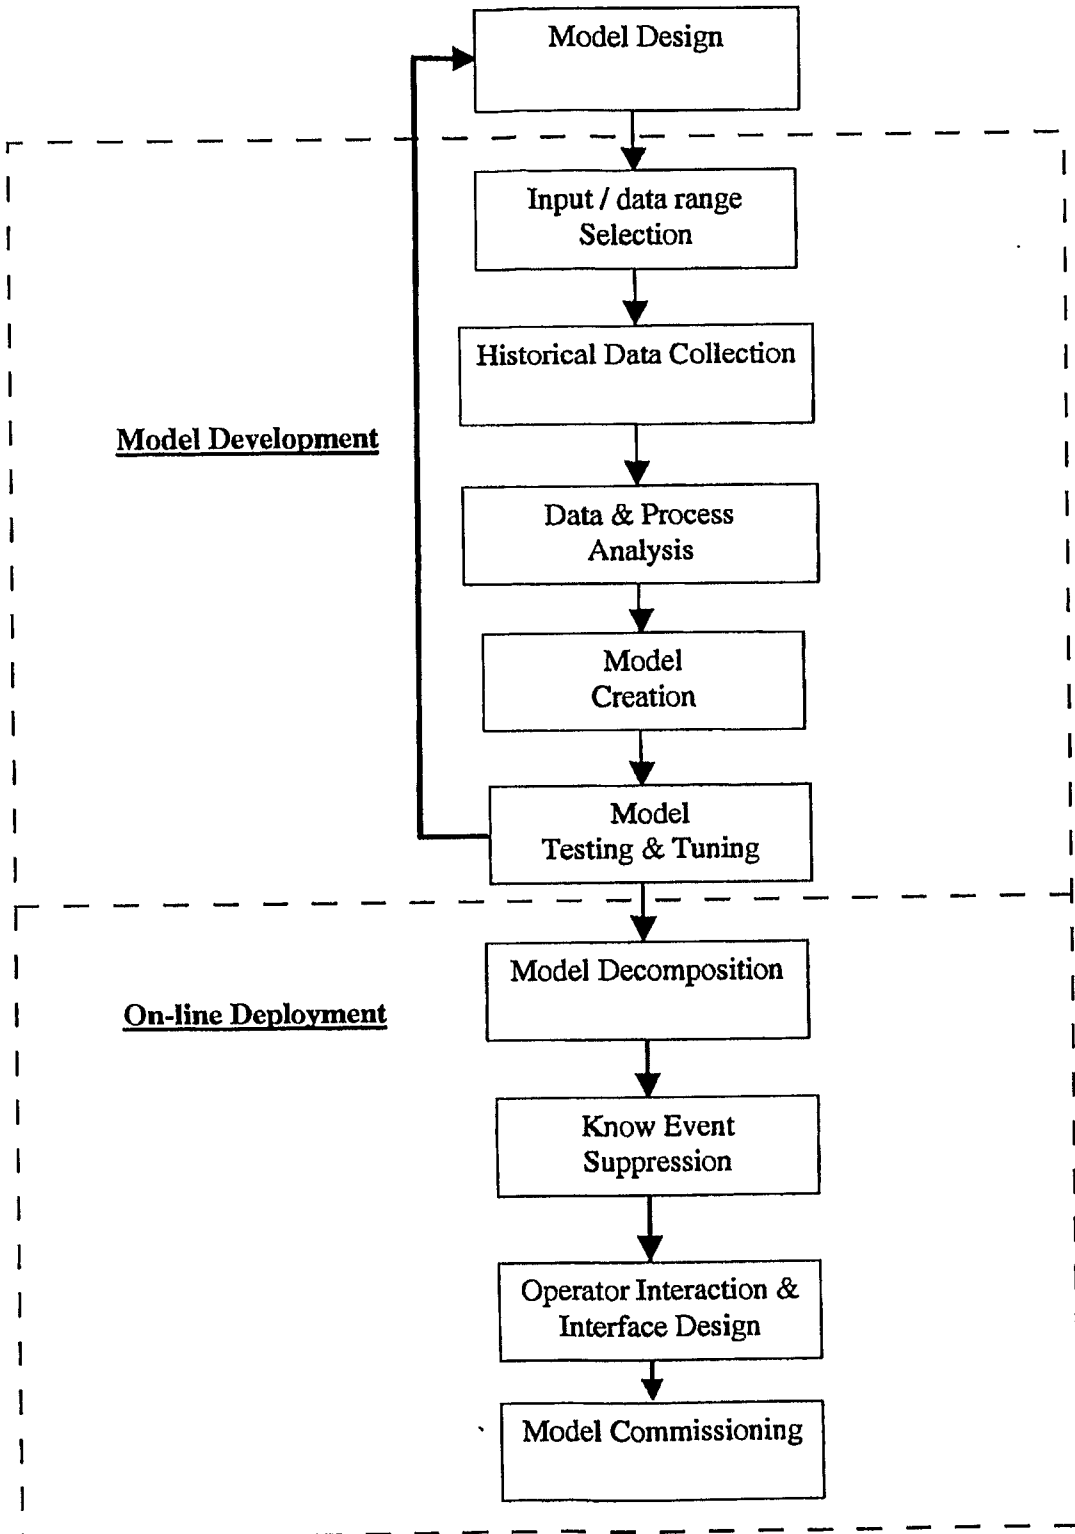 Model Design
Input / data range
Selection
Historical Data Collection
Model Development
Data & Process
Analysis
Model
Creation
Model
Testing & Tuning
Model Decomposition
On-line Deployment
Know Event
Suppression
Operator Interaction &
Interface Design
Model Commissioning